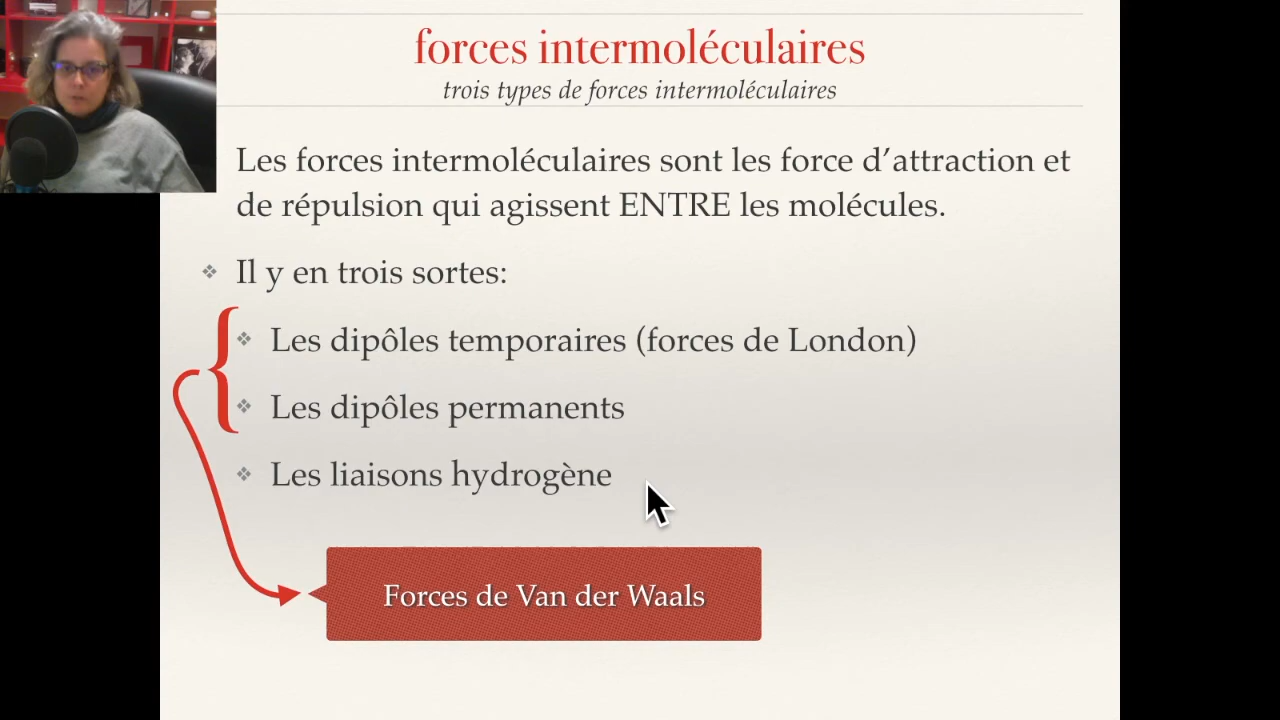 forces intermoléculaires
trois types de forces intermoléculaires
Les forces intermoléculaires sont les force d’attraction et
de répulsion qui agissent ENTRE les molécules.
Il y en trois sortes:
Les dipôles temporaires (forces de London)
Les dipôles permanents
Les liaisons hydrogène
Forces de Van der Waals